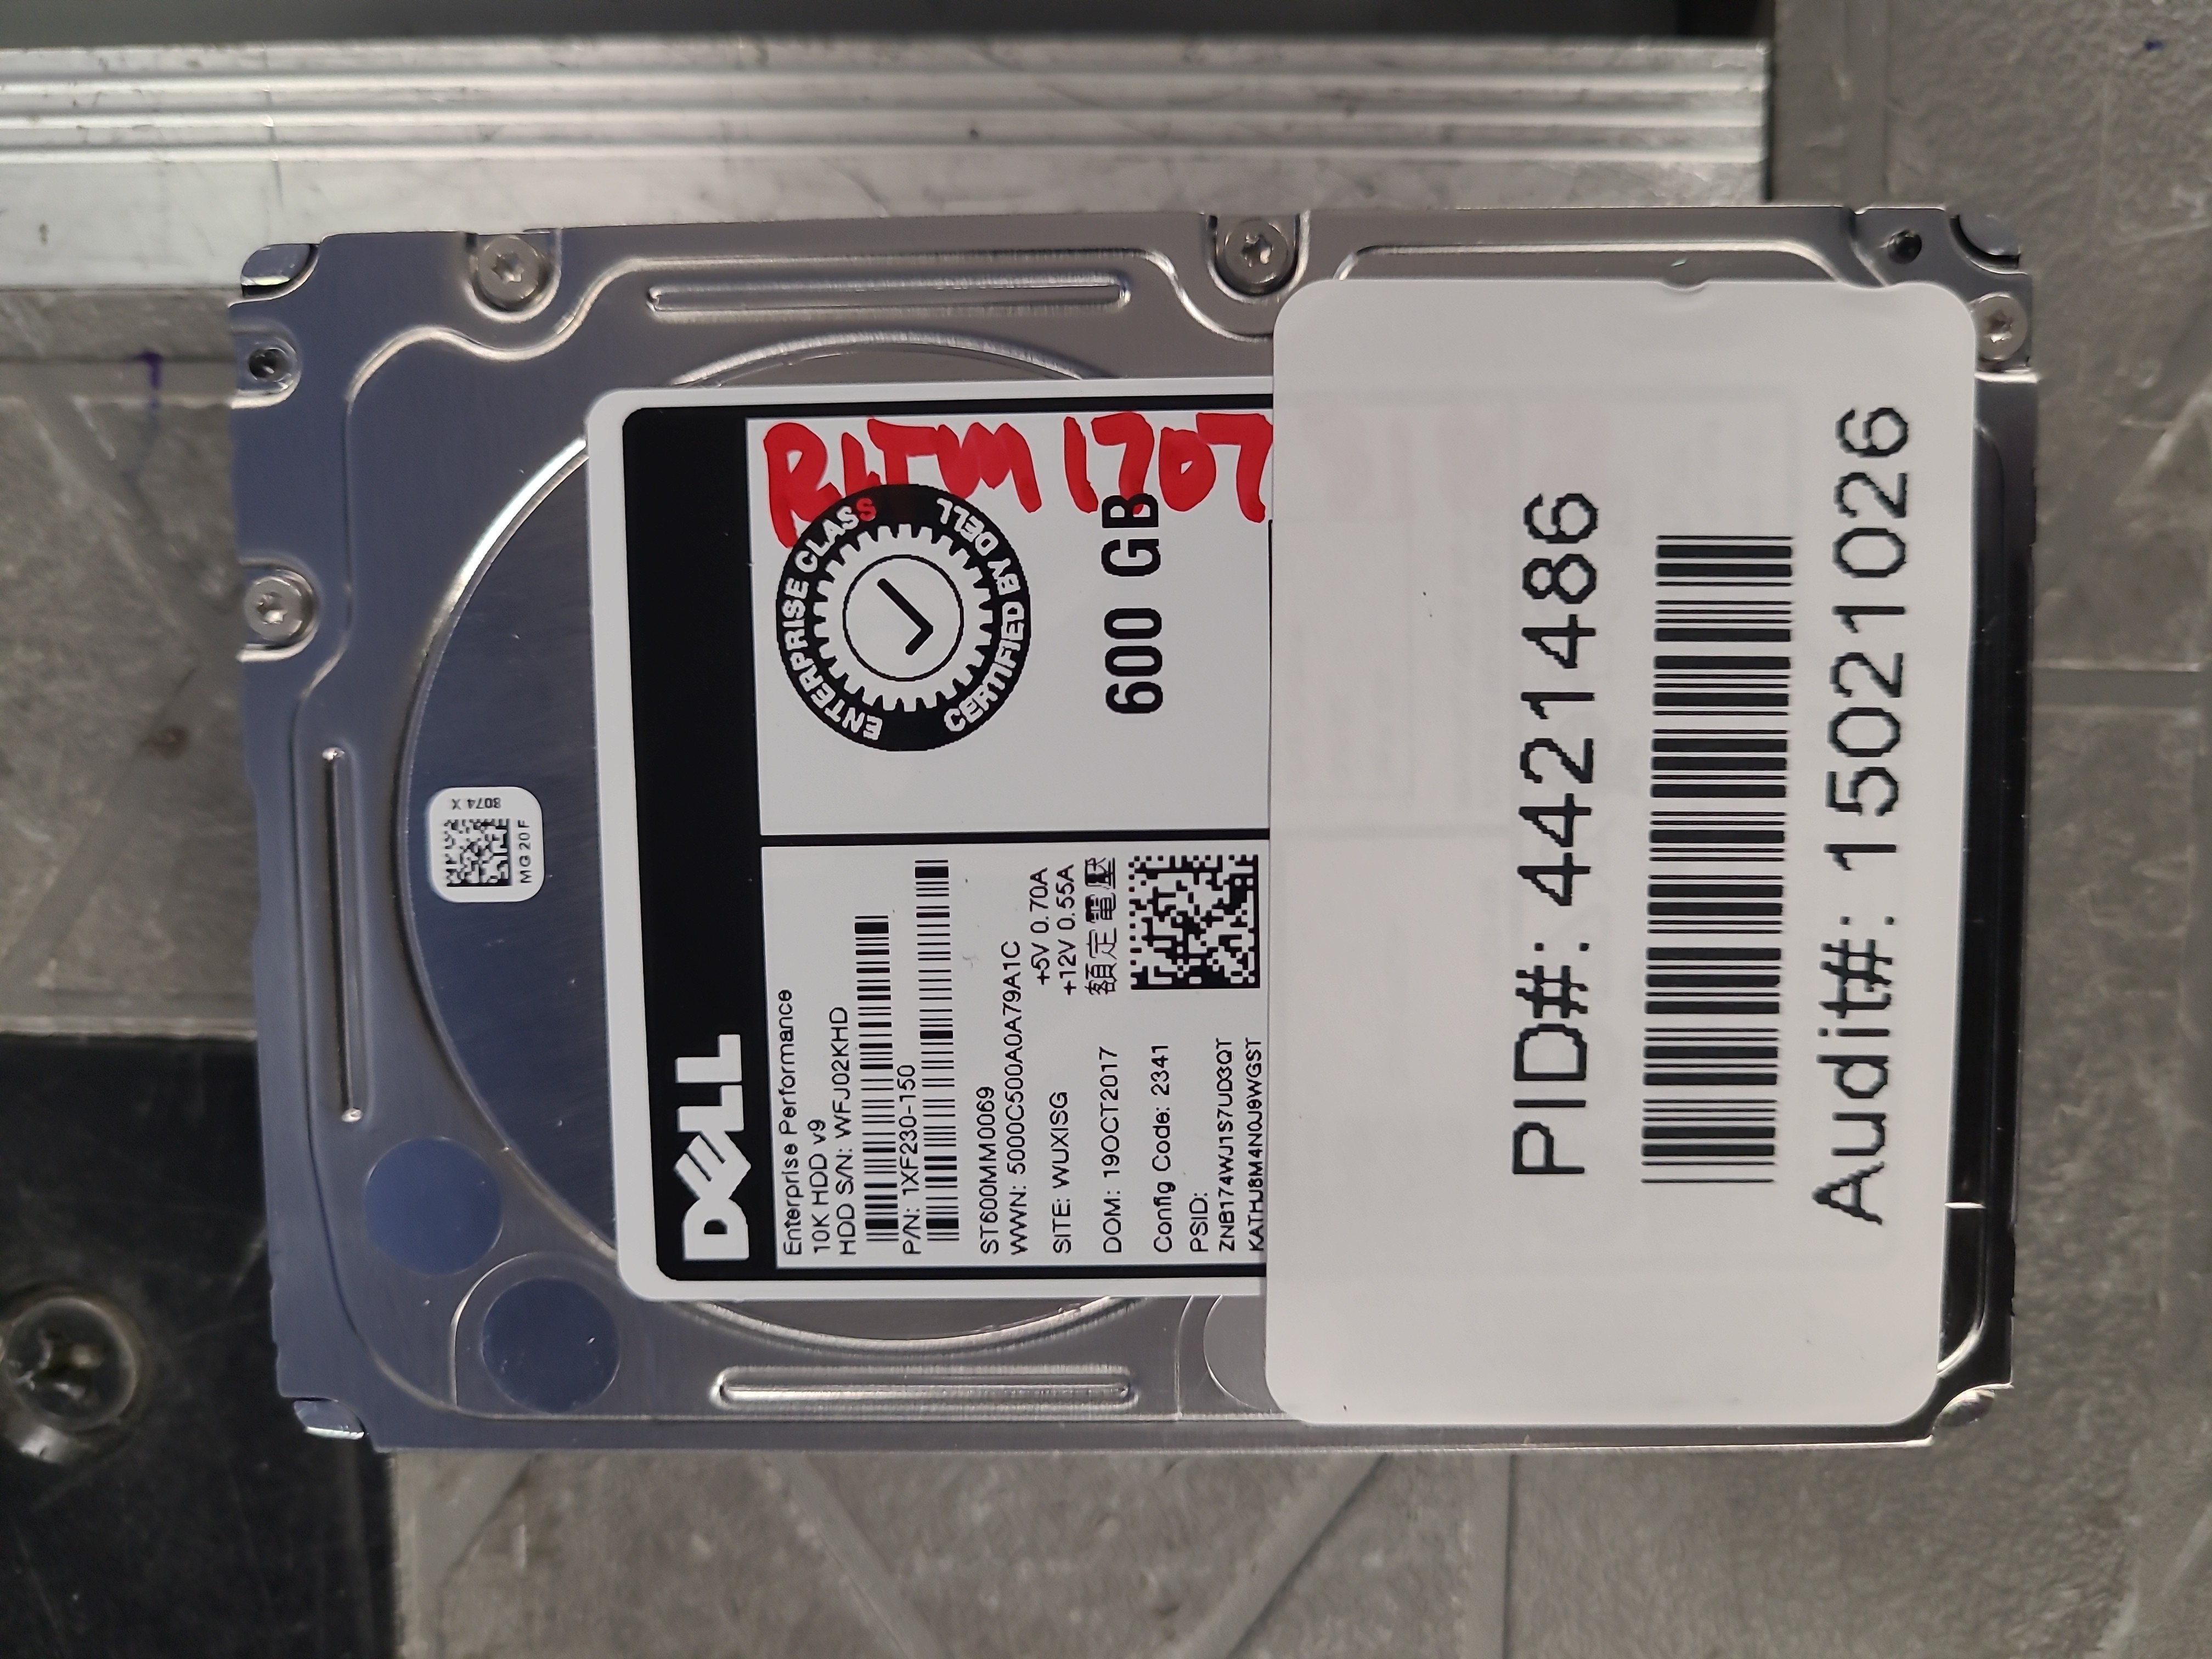 8074 X
MG 20 F
DELL
Enterprise Performance
10K HDD v9
HDD S/N: WFJ02KHD
P/N: 1XF230-150
ST600MM0069
WWN: 5000C500A0A79A1C
+5V 0.70A
SITE: WUXISG
+12V 0.55A
DOM: 19OCT2017
額定電壓
Config Code: 2341
PSID:
ZNB174WJ1S7UD3QT
KATHJ8M4N0J9WGST
ENTERPRISE CLASS
CERTIFIED BY DELL
600 GB
PID#: 4421486
Audit#: 15021026